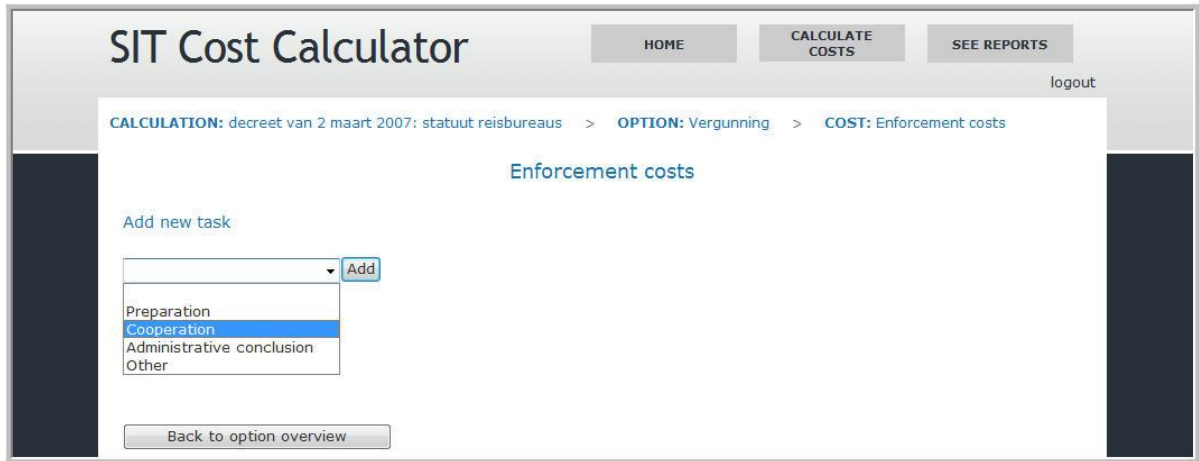 SIT Cost Calculator
HOME
CALCULATE
COSTS
SEE REPORTS
logout
CALCULATION: decreet van 2 maart 2007: statuut reisbureaus > OPTION: Vergunning > COST: Enforcement costs
Enforcement costs
Add new task
Add
Preparation
Cooperation
Administrative conclusion
Other
Back to option overview